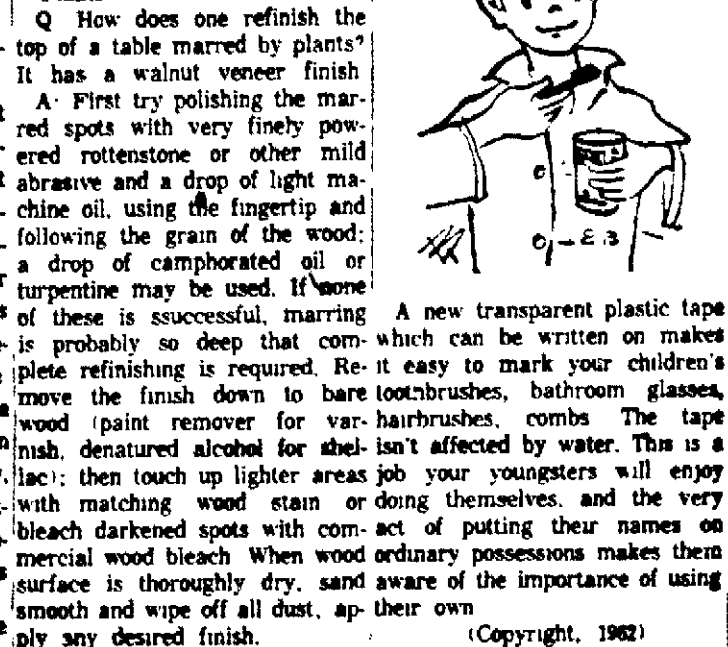 Q How does one refinish the
top of a table marred by plants?
It has a walnut veneer finish
A. First try polishing the mar-
red spots with very finely pow-
ered rottenstone or other mild
abrasive and a drop of light ma-
chine oil, using the fingertip and
following the grain of the wood;
a drop of camphorated oil or
turpentine may be used. If none
of these is ssuccessful, marring
is probably so deep that com-
plete refinishing is required. Re-
move the finish down to bare
wood (paint remover for var-
nish, denatured alcohol for shel-
lac); then touch up lighter areas
with matching wood stain or
bleach darkened spots with com-
mercial wood bleach When wood
surface is thoroughly dry, sand
smooth and wipe off all dust, ap-
ply any desired finish.
E.B
A new transparent plastic tape
which can be written on makes
it easy to mark your children's
toothbrushes, bathroom glasses,
hairbrushes, combs The tape
isn't affected by water. This is a
job your youngsters will enjoy
doing themselves, and the very
act of putting their names on
ordinary possessions makes them
aware of the importance of using
their own
(Copyright, 1962)